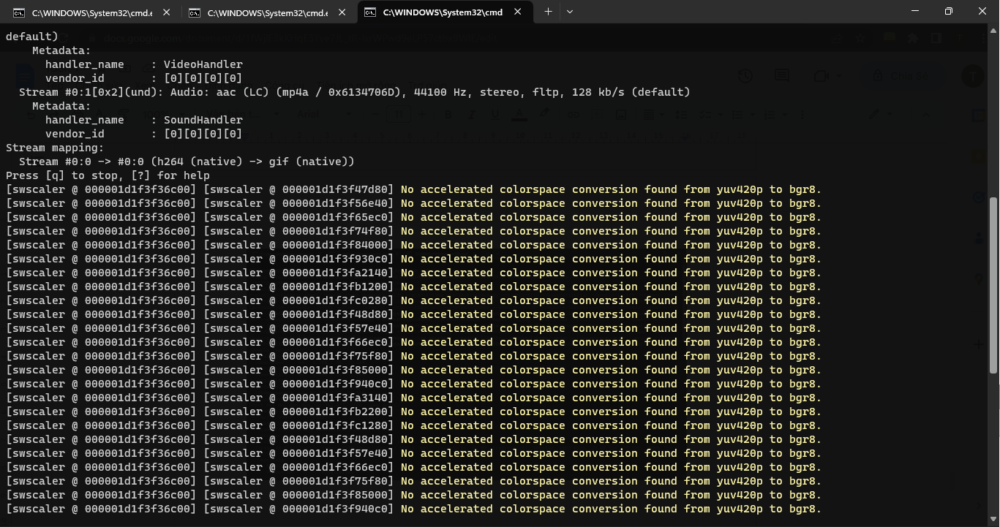 C:\WINDOWS\System32\cmd.e
C:\WINDOWS\System32\cmd.e
C:\WINDOWS\System32\cmd
default)
Metadata:
handler_name : VideoHandler
vendor_id : [0][0][0][0]
Stream #0:1[0x2](und): Audio: aac (LC) (mp4a / 0x6134706D), 44100 Hz, stereo, fltp, 128 kb/s (default)
Metadata:
handler_name : SoundHandler
vendor_id : [0][0][0][0]
Stream mapping:
Stream #0:0 -> #0:0 (h264 (native) -> gif (native))
Press [q] to stop, [?] for help
[swscaler @ 000001d1f3f36c00] [swscaler @ 000001d1f3f47d80] No accelerated colorspace conversion found from yuv420p to bgr8.
[swscaler @ 000001d1f3f36c00] [swscaler @ 000001d1f3f56e40] No accelerated colorspace conversion found from yuv420p to bgr8.
[swscaler @ 000001d1f3f36c00] [swscaler @ 000001d1f3f65ec0] No accelerated colorspace conversion found from yuv420p to bgr8.
[swscaler @ 000001d1f3f36c00] [swscaler @ 000001d1f3f74f80] No accelerated colorspace conversion found from yuv420p to bgr8.
[swscaler @ 000001d1f3f36c00] [swscaler @ 000001d1f3f84000] No accelerated colorspace conversion found from yuv420p to bgr8.
[swscaler @ 000001d1f3f36c00] [swscaler @ 000001d1f3f930c0] No accelerated colorspace conversion found from yuv420p to bgr8.
[swscaler @ 000001d1f3f36c00] [swscaler @ 000001d1f3fa2140] No accelerated colorspace conversion found from yuv420p to bgr8.
[swscaler @ 000001d1f3f36c00] [swscaler @ 000001d1f3fb1200] No accelerated colorspace conversion found from yuv420p to bgr8.
[swscaler @ 000001d1f3f36c00] [swscaler @ 000001d1f3fc0280] No accelerated colorspace conversion found from yuv420p to bgr8.
[swscaler @ 000001d1f3f36c00] [swscaler @ 000001d1f3f48d80] No accelerated colorspace conversion found from yuv420p to bgr8.
[swscaler @ 000001d1f3f36c00] [swscaler @ 000001d1f3f57e40] No accelerated colorspace conversion found from yuv420p to bgr8.
[swscaler @ 000001d1f3f36c00] [swscaler @ 000001d1f3f66ec0] No accelerated colorspace conversion found from yuv420p to bgr8.
[swscaler @ 000001d1f3f36c00] [swscaler @ 000001d1f3f75f80] No accelerated colorspace conversion found from yuv420p to bgr8.
[swscaler @ 000001d1f3f36c00] [swscaler @ 000001d1f3f85000] No accelerated colorspace conversion found from yuv420p to bgr8.
[swscaler @ 000001d1f3f36c00] [swscaler @ 000001d1f3f940c0] No accelerated colorspace conversion found from yuv420p to bgr8.
[swscaler @ 000001d1f3f36c00] [swscaler @ 000001d1f3fa3140] No accelerated colorspace conversion found from yuv420p to bgr8.
[swscaler @ 000001d1f3f36c00] [swscaler @ 000001d1f3fb2200] No accelerated colorspace conversion found from yuv420p to bgr8.
[swscaler @ 000001d1f3f36c00] [swscaler @ 000001d1f3fc1280] No accelerated colorspace conversion found from yuv420p to bgr8.
[swscaler @ 000001d1f3f36c00] [swscaler @ 000001d1f3f48d80] No accelerated colorspace conversion found from yuv420p to bgr8.
[swscaler @ 000001d1f3f36c00] [swscaler @ 000001d1f3f57e40] No accelerated colorspace conversion found from yuv420p to bgr8.
[swscaler @ 000001d1f3f36c00] [swscaler @ 000001d1f3f66ec0] No accelerated colorspace conversion found from yuv420p to bgr8.
[swscaler @ 000001d1f3f36c00] [swscaler @ 000001d1f3f75f80] No accelerated colorspace conversion found from yuv420p to bgr8.
[swscaler @ 000001d1f3f36c00] [swscaler @ 000001d1f3f85000] No accelerated colorspace conversion found from yuv420p to bgr8.
[swscaler @ 000001d1f3f36c00] [swscaler @ 000001d1f3f940c0] No accelerated colorspace conversion found from yuv420p to bgr8.